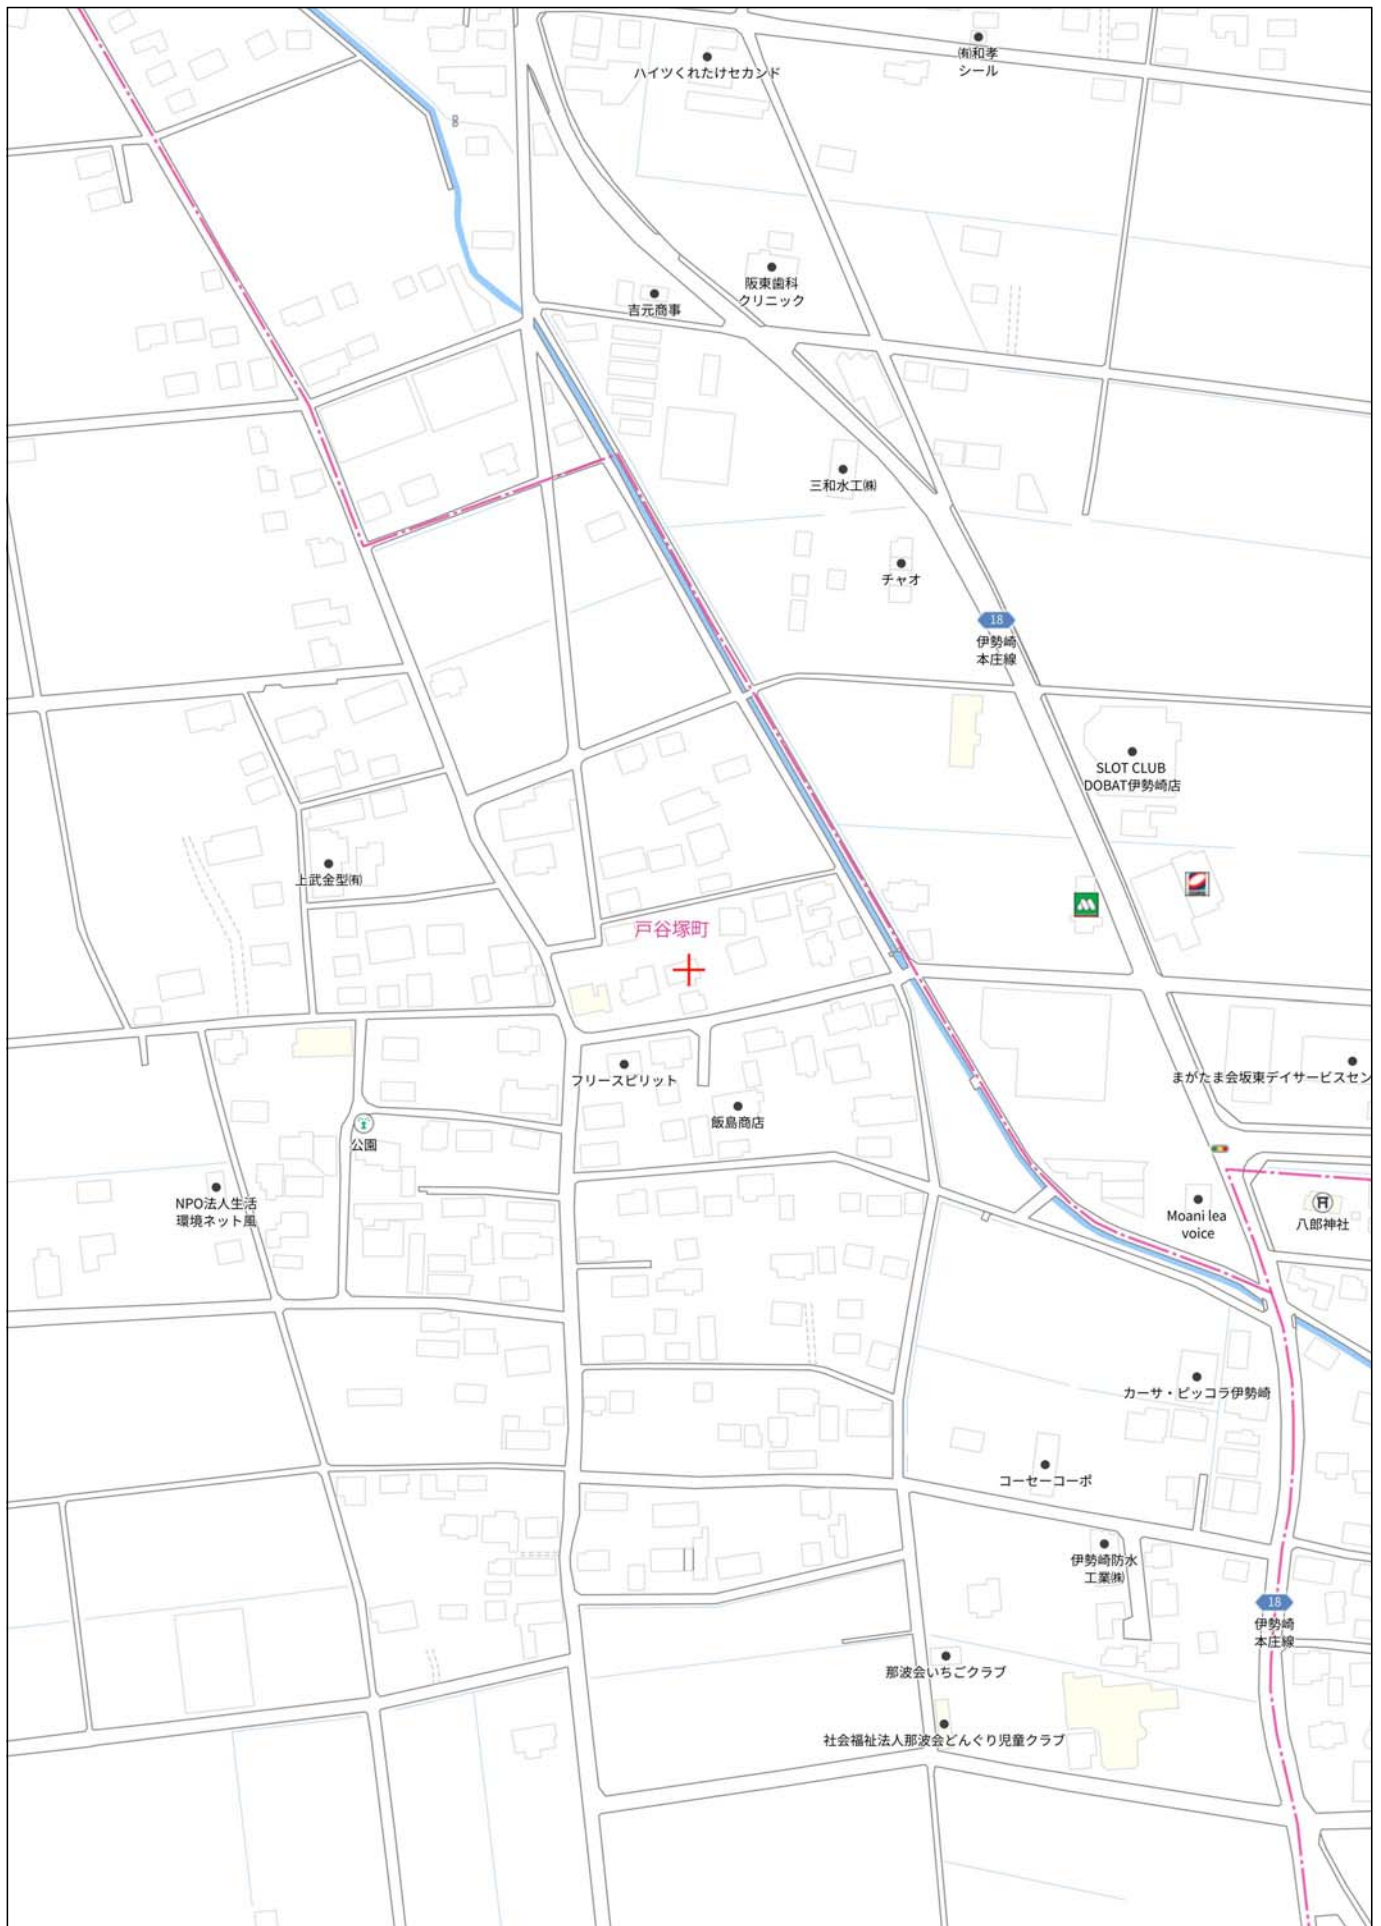 ハイツくれたけセカンド
㈲和孝
シール
阪東歯科
クリニック
吉元商事
三和水工㈱
チャオ
18
伊勢崎
本庄線
SLOT CLUB
DOBAT伊勢崎店
上武金型㈲
戸谷塚町
まがたま会坂東デイサービスセン
フリースピリット
飯島商店
公園
NPO法人生活
環境ネット風
Moani lea
voice
八郎神社
カーサ・ピッコラ伊勢崎
コーセーコーポ
伊勢崎防水
工業㈱
18
伊勢崎
本庄線
那波会いちごクラブ
社会福祉法人那波会どんぐり児童クラブ